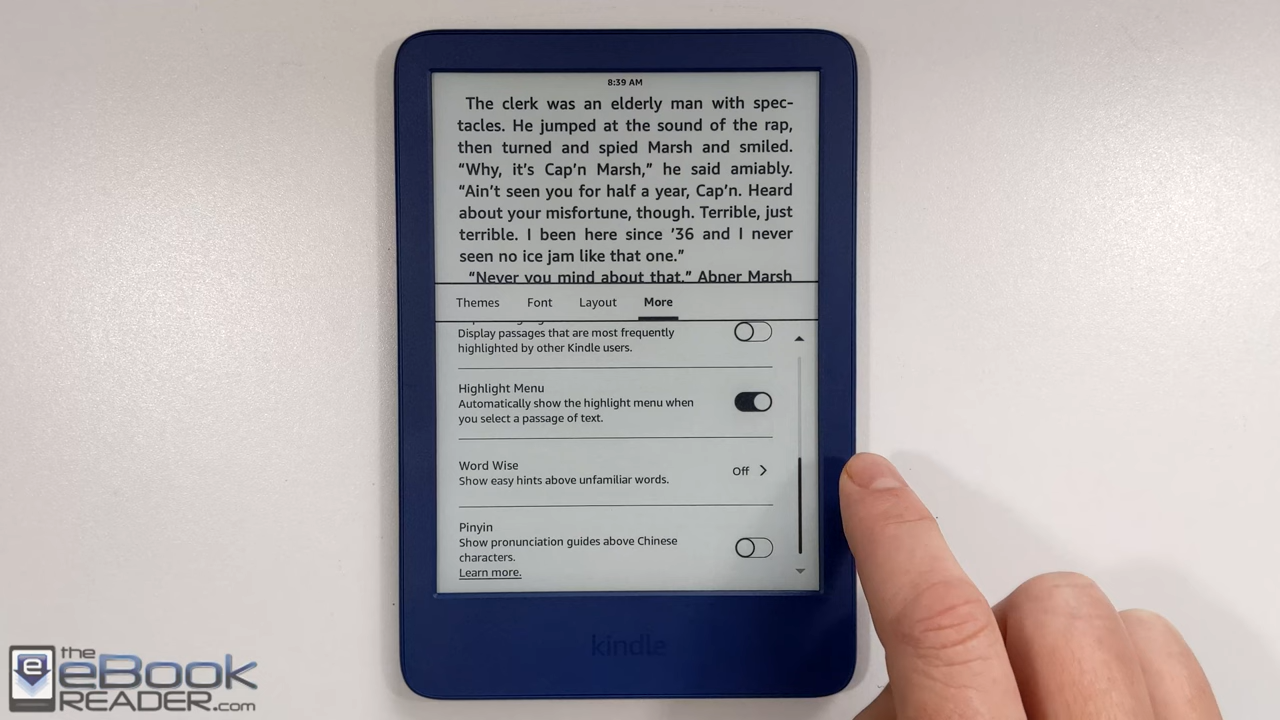 8:39 AM
The clerk was an elderly man with spec-
tacles. He jumped at the sound of the rap,
then turned and spied Marsh and smiled.
“Why, it’s Cap’n Marsh,” he said amiably.
“Ain’t seen you for half a year, Cap’n. Heard
about your misfortune, though. Terrible, just
terrible. I been here since ’36 and I never
seen no ice jam like that one.”
“Never you mind about that,” Abner Marsh
Themes Font Layout More
Display passages that are most frequently
highlighted by other Kindle users.
Highlight Menu
Automatically show the highlight menu when
you select a passage of text.
Word Wise
Show easy hints above unfamiliar words.
Off
Pinyin
Show pronunciation guides above Chinese
characters.
Learn more.
kindle
the
eBook
READER.com